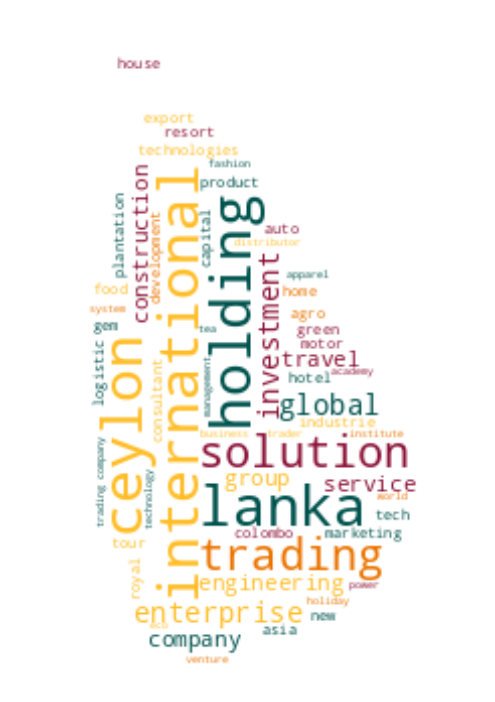 house
export
resort
technologies
fashion
product
construction
plantation
development
international
capital
holding
auto
distributor
investment
apparel
food
home
system
agro
gem
green
tea
motor
logistic
ceylon
travel
academy
management
hotel
consultant
global
industrie
business
trader
institute
trading company
technology
solution
group
service
world
lanka
tech
colombo
marketing
tour
trading
royal
engineering
power
holiday
enterprise
new
eco
asia
company
venture